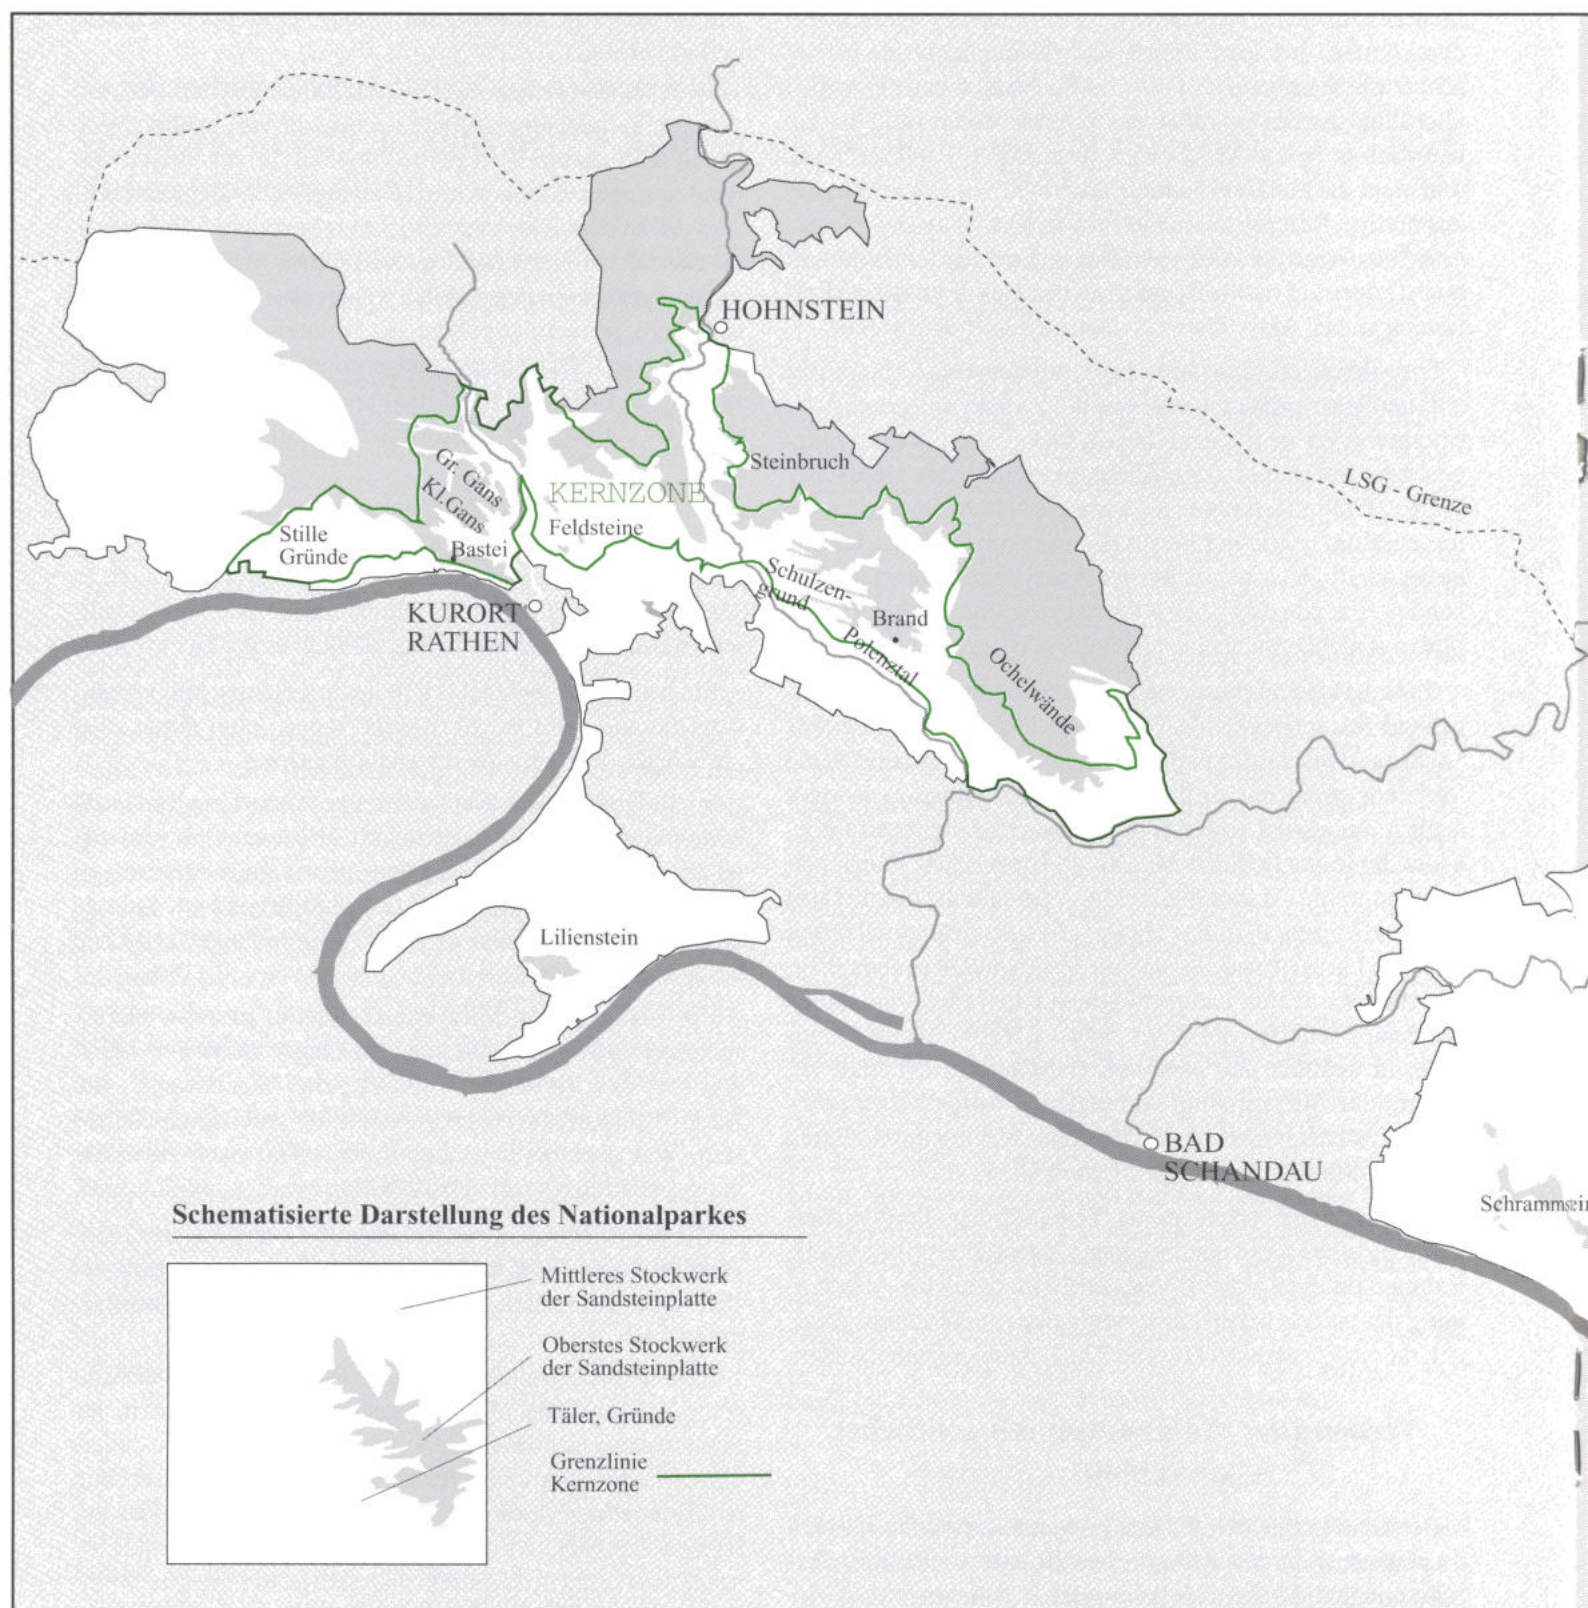 HOHNSTEIN
Steinbruch
LSG - Grenze
Gr. Gans
Kl.Gans
KERNZONE
Feldsteine
Stille
Gründe
Bastei
Schulzen-
grund
KURORT
RATHEN
Brand
Polenztal
Ochelwände
Lilienstein
BAD
SCHANDAU
Schrammstein
Schematisierte Darstellung des Nationalparkes
Mittleres Stockwerk
der Sandsteinplatte
Oberstes Stockwerk
der Sandsteinplatte
Täler, Gründe
Grenzlinie
Kernzone